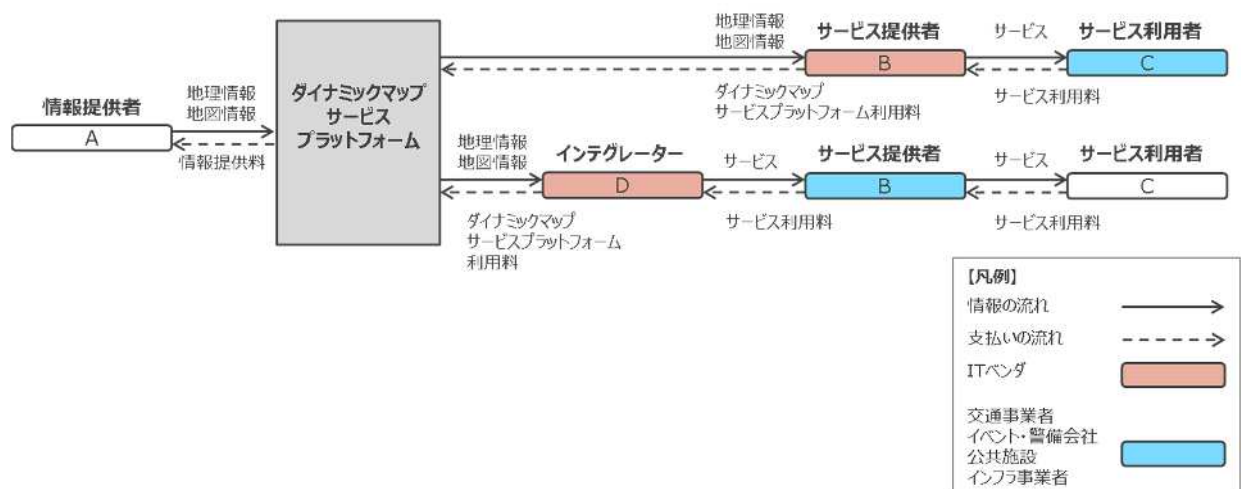 情報提供者
A
地理情報
地図情報
情報提供料
ダイナミックマップ
サービス
プラットフォーム
地理情報
地図情報
サービス提供者
B
サービス
サービス利用者
C
ダイナミックマップ
サービスプラットフォーム利用料
サービス利用料
地理情報
地図情報
インテグレーター
D
サービス
サービス提供者
B
サービス
サービス利用者
C
ダイナミックマップ
サービスプラットフォーム
利用料
サービス利用料
サービス利用料
【凡例】
情報の流れ
支払いの流れ
ITベンダ
交通事業者
イベント・警備会社
公共施設
インフラ事業者